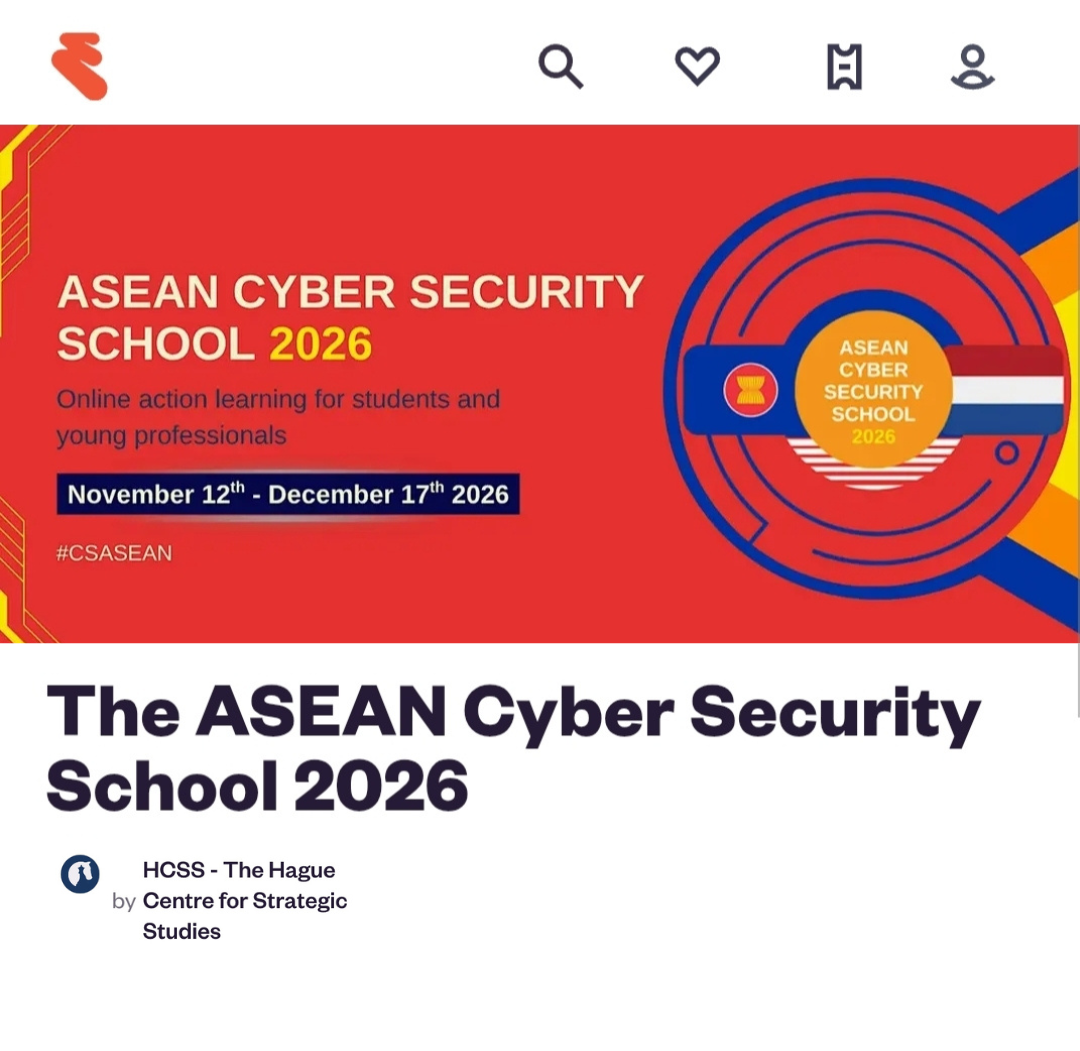 ASEAN CYBER SECURITY
SCHOOL 2026
Online action learning for students and
young professionals
November 12th - December 17th 2026
#CSASEAN
ASEAN
CYBER
SECURITY
SCHOOL
2026
The ASEAN Cyber Security
School 2026
by HCSS - The Hague
Centre for Strategic
Studies